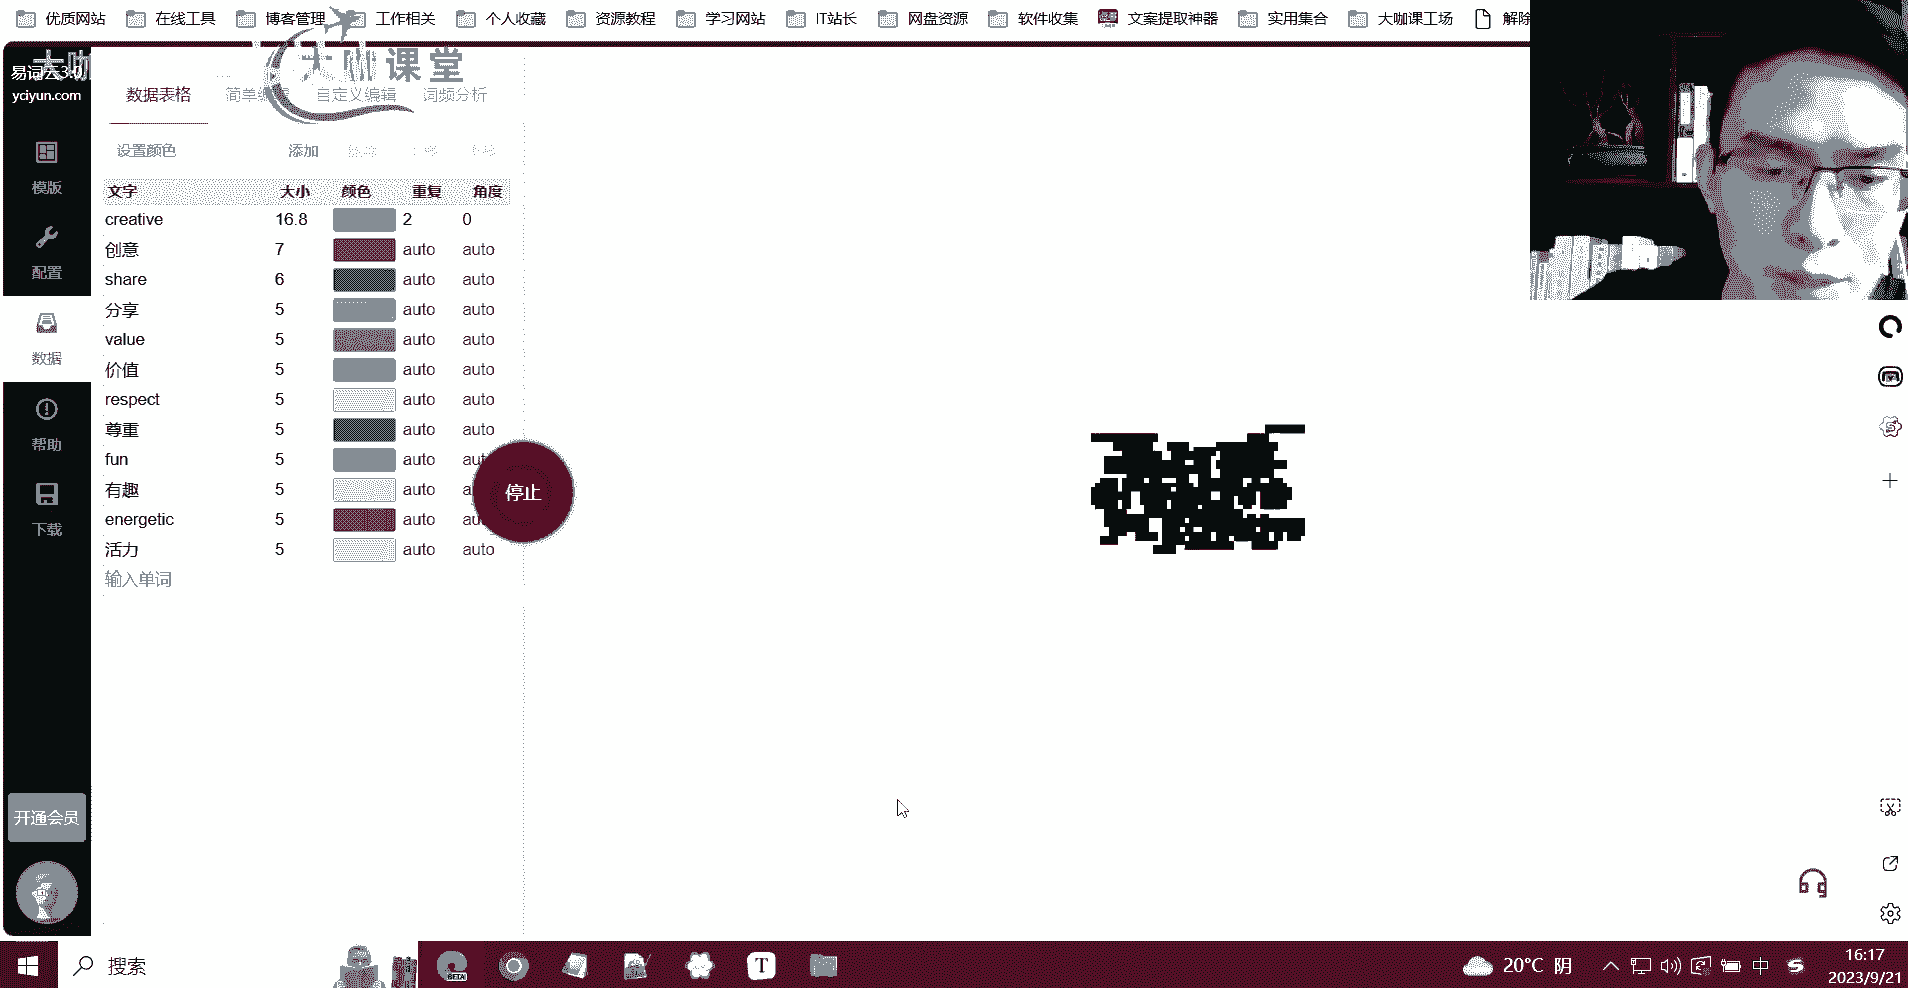 优质网站 在线工具 博客管理 工作相关 个人收藏 资源教程 学习网站 IT站长 网盘资源 软件收集 文案提取神器 实用集合 大咖课工场 解除
大咖课堂
大咖
易词云3.0
yciyun.com
数据表格 简单编辑 自定义编辑 词频分析
设置颜色 添加
文字 大小 颜色 重复 角度
creative 16.8 2 0
创意 7 auto auto
share 6 auto auto
分享 5 auto auto
value 5 auto auto
价值 5 auto auto
respect 5 auto auto
尊重 5 auto auto
fun 5 auto au
有趣 5 auto a
energetic 5 auto au
活力 5 auto auto
输入单词
停止
模版
配置
数据
帮助
下载
开通会员
搜索
BETA
T
20°C 阴
中
16:17
2023/9/21